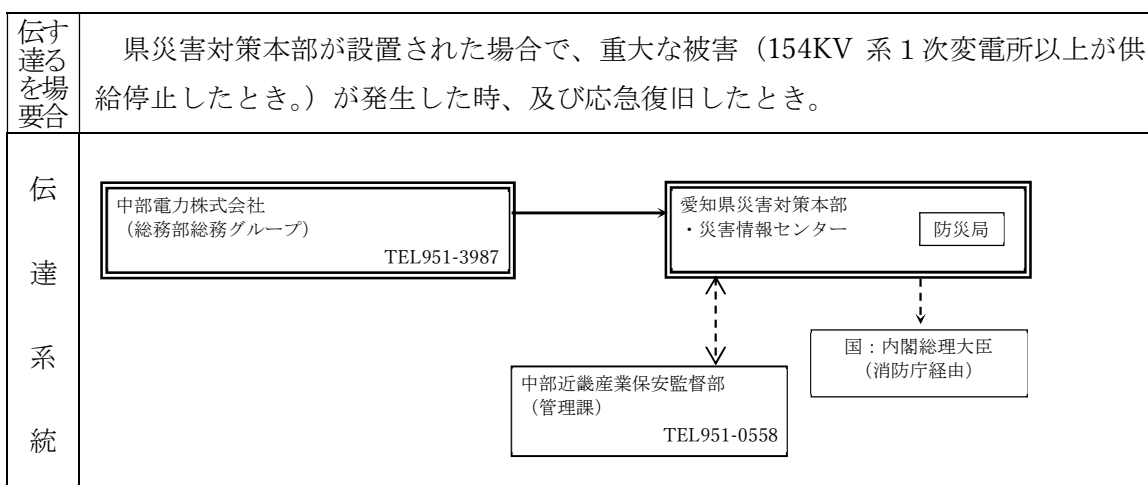 伝達を要
する場合
県災害対策本部が設置された場合で、重大な被害(154KV 系1次変電所以上が供
給停止したとき。)が発生した時、及び応急復旧したとき。
伝達系統
中部電力株式会社
(総務部総務グループ)
TEL951-3987
愛知県災害対策本部
・災害情報センター
防災局
国:内閣総理大臣
(消防庁経由)
中部近畿産業保安監督部
(管理課)
TEL951-0558